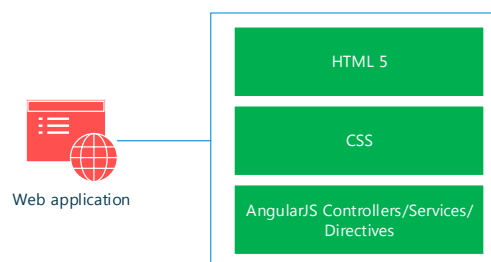 HTML 5
CSS
Web application
AngularJS Controllers/Services/
Directives